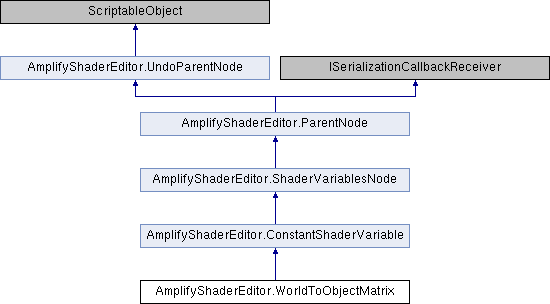 ScriptableObject
AmplifyShaderEditor.UndoParentNode
ISerializationCallbackReceiver
AmplifyShaderEditor.ParentNode
AmplifyShaderEditor.ShaderVariablesNode
AmplifyShaderEditor.ConstantShaderVariable
AmplifyShaderEditor.WorldToObjectMatrix